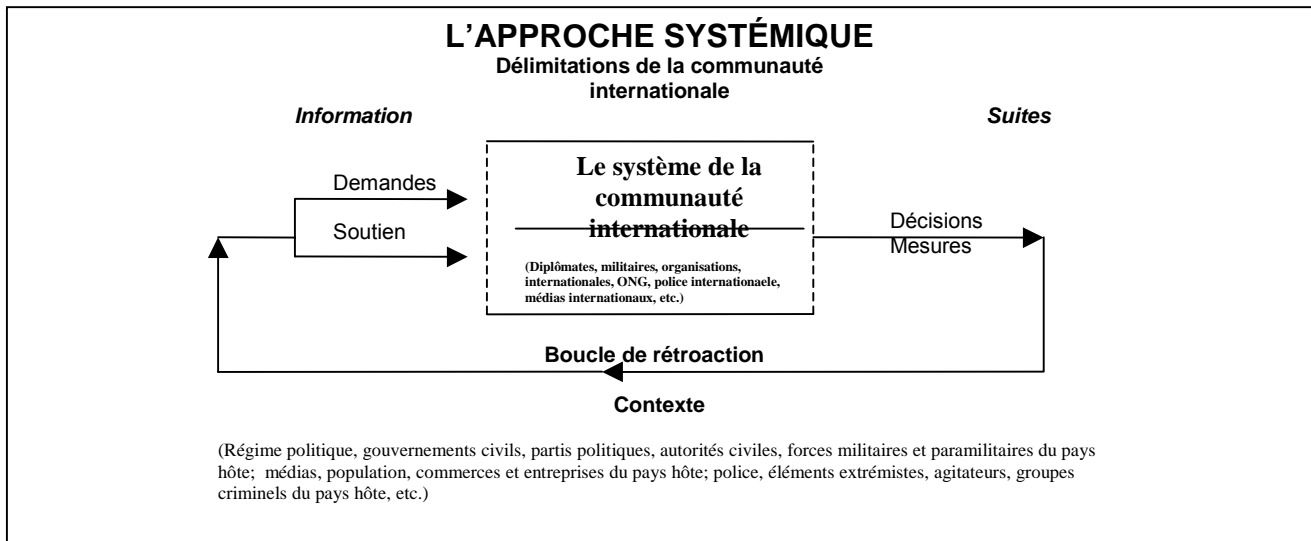 L'APPROCHE SYSTÉMIQUE
Délimitations de la communauté
internationale
Information
Suites
Demandes
Soutien
Le système de la
communauté
internationale
(Diplômates, militaires, organisations,
internationales, ONG, police internationaele,
médias internationaux, etc.)
Décisions
Mesures
Boucle de rétroaction
Contexte
(Régime politique, gouvernements civils, partis politiques, autorités civiles, forces militaires et paramilitaires du pays
hôte; médias, population, commerces et entreprises du pays hôte; police, éléments extrémistes, agitateurs, groupes
criminels du pays hôte, etc.)